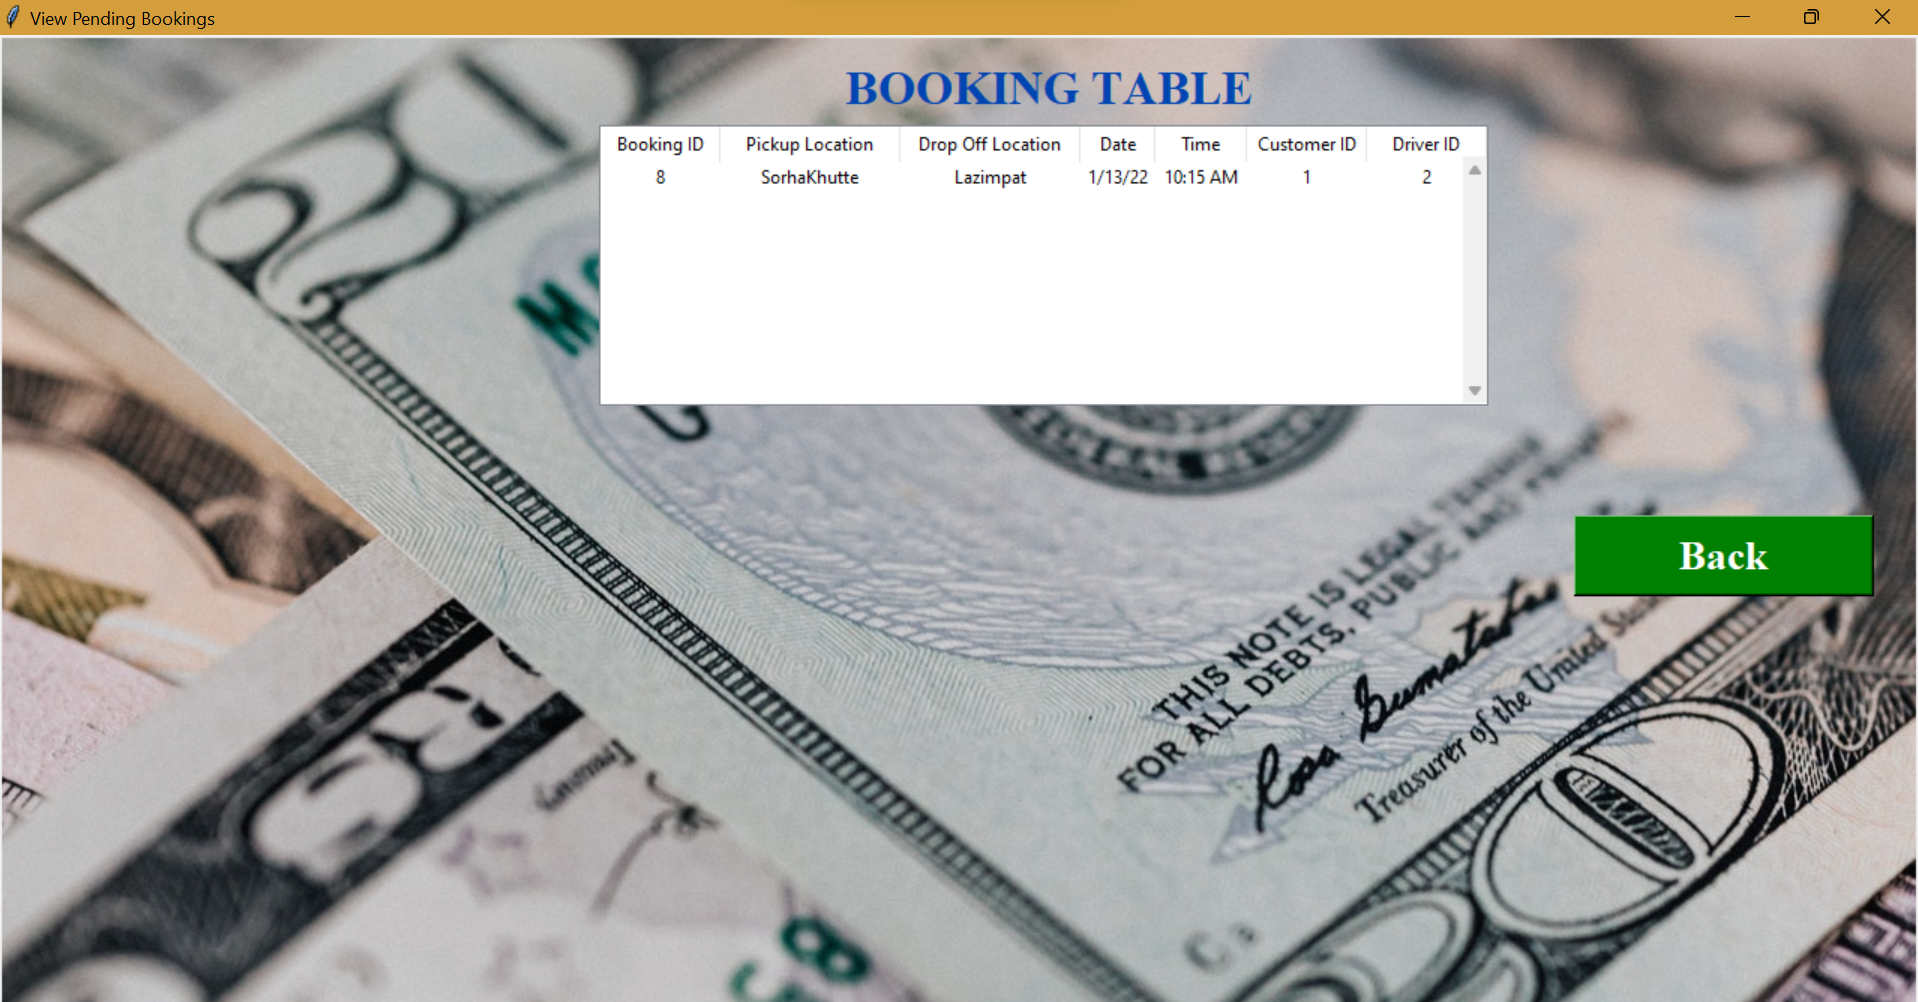 View Pending Bookings
BOOKING TABLE
Booking ID Pickup Location Drop Off Location Date Time Customer ID Driver ID
8 SorhaKhutte Lazimpat 1/13/22 10:15 AM 1 2
Back
THIS NOTE IS LEGAL TENDER
FOR ALL DEBTS, PUBLIC AND PRIVATE
Treasurer of the United States